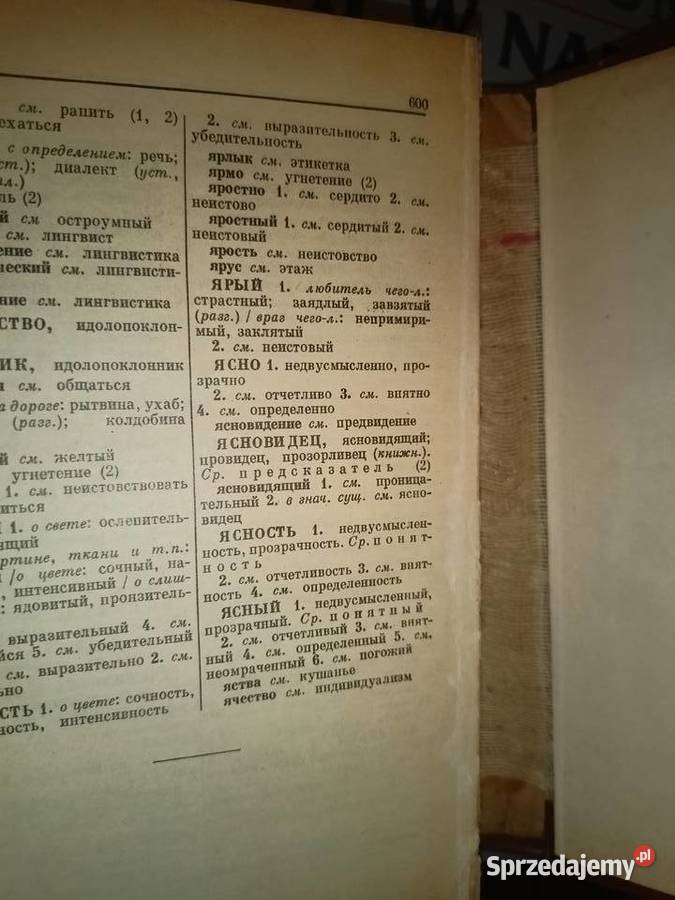 W NA
600
см. ранить (1, 2)
ехаться
с определением: речь;
ст.); диалект (уст.,
л.)
ль (2)
й см остроумный
см. лингвист
ение см. лингвистика
ческий см. лингвисти-
ние см. лингвистика
СТВО, идолопоклон-
ИК, идолопоклонник
я см. общаться
а дороге: рытвина, ухаб;
(разг.); колдобина
й см. желтый
угнетение (2)
1. см. неистовствовать
иться
1. о свете: ослепитель-
ящий
ртине, ткани и т.п.:
/о цвете: сочный, на-
, интенсивный / о слиш-
: ядовитый, пронзитель-
выразительный 4. см.
йся 5. см. убедительный
см. выразительно 2. см.
ьно
СТЬ 1. о цвете: сочность,
ность, интенсивность
2. см. выразительность 3. см.
убедительность
ярлык см. этикетка
ярмо см. угнетение (2)
яростно 1. см. сердито 2. см.
неистово
яростный 1. см. сердитый 2. см.
неистовый
ярость см. неистовство
ярус см. этаж
ЯРЫЙ 1. любитель чего-л.:
страстный; заядлый, завзятый
(разг.) / враг чего-л.: непримири-
мый, заклятый
2. см. неистовый
ЯСНО 1. недвусмысленно, про-
зрачно
2. см. отчетливо 3. см. внятно
4. см. определенно
ясновидение см. предвидение
ЯСНОВИДЕЦ, ясновидящий;
провидец, прозорливец (книжн.).
Ср. предсказатель (2)
ясновидящий 1. см. проница-
тельный 2. в знач. сущ. см. ясно-
видец
ЯСНОСТЬ 1. недвусмыслен-
ность, прозрачность. Ср. понят-
ность
2. см. отчетливость 3. см. внят-
ность 4. см. определенность
ЯСНЫЙ 1. недвусмысленный,
прозрачный. Ср. понятный
2. см. отчетливый 3. см. внят-
ный 4. см. определенный 5. см.
неомраченный 6. см. погожий
яства см. кушанье
ячество см. индивидуализм
Sprzedajemy.pl